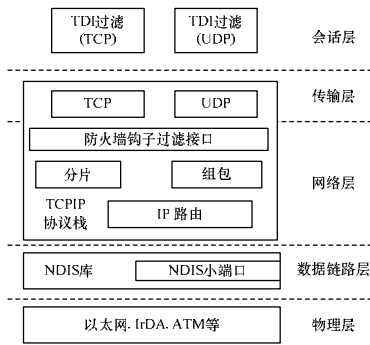 TDI过滤
(TCP)
TDI过滤
(UDP)
会话层
TCP
UDP
传输层
防火墙钩子过滤接口
分片
组包
网络层
TCPIP
协议栈
IP 路由
NDIS库
NDIS小端口
数据链路层
以太网. IrDA. ATM等
物理层